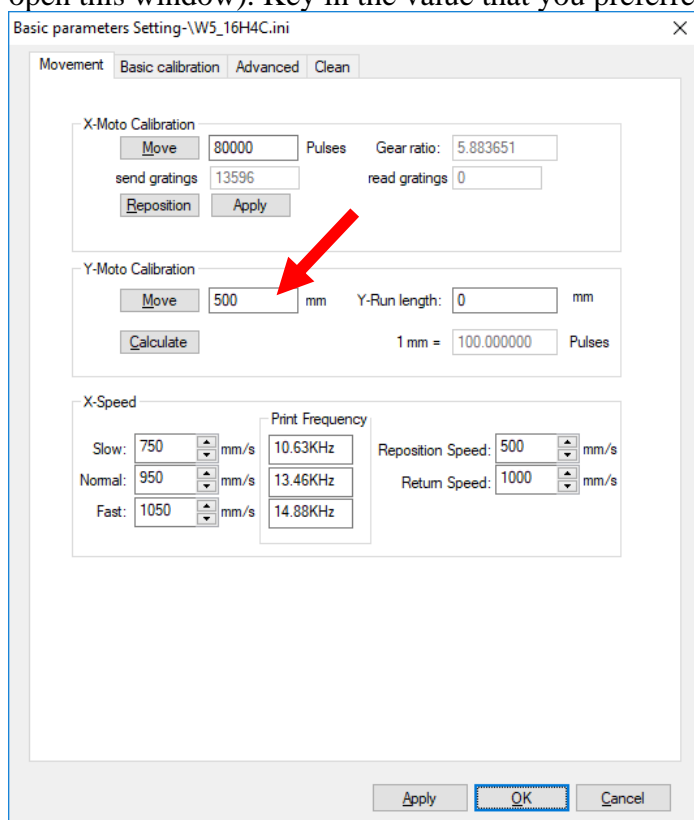 open this window). Key in the value that you preferre
Basic parameters Setting-\W5_16H4C.ini
Movement Basic calibration Advanced Clean
X-Moto Calibration
Move 80000 Pulses Gear ratio: 5.883651
send gratings 13596 read gratings 0
Reposition Apply
Y-Moto Calibration
Move 500 mm Y-Run length: 0 mm
Calculate 1 mm = 100.000000 Pulses
X-Speed
Print Frequency
Slow: 750 mm/s 10.63KHz Reposition Speed: 500 mm/s
Normal: 950 mm/s 13.46KHz Return Speed: 1000 mm/s
Fast: 1050 mm/s 14.88KHz
Apply OK Cancel